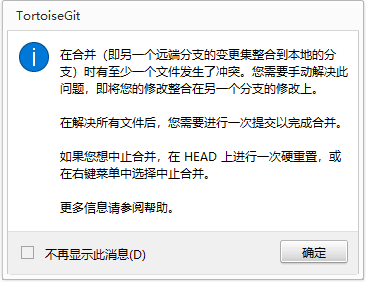 TortoiseGit
在合并（即另一个远端分支的变更集整合到本地的分
支）时有至少一个文件发生了冲突。您需要手动解决此
问题，即将您的修改整合在另一个分支的修改上。
在解决所有文件后，您需要进行一次提交以完成合并。
如果您想中止合并，在 HEAD 上进行一次硬重置，或
在右键菜单中选择中止合并。
更多信息请参阅帮助。
不再显示此消息(D)
确定